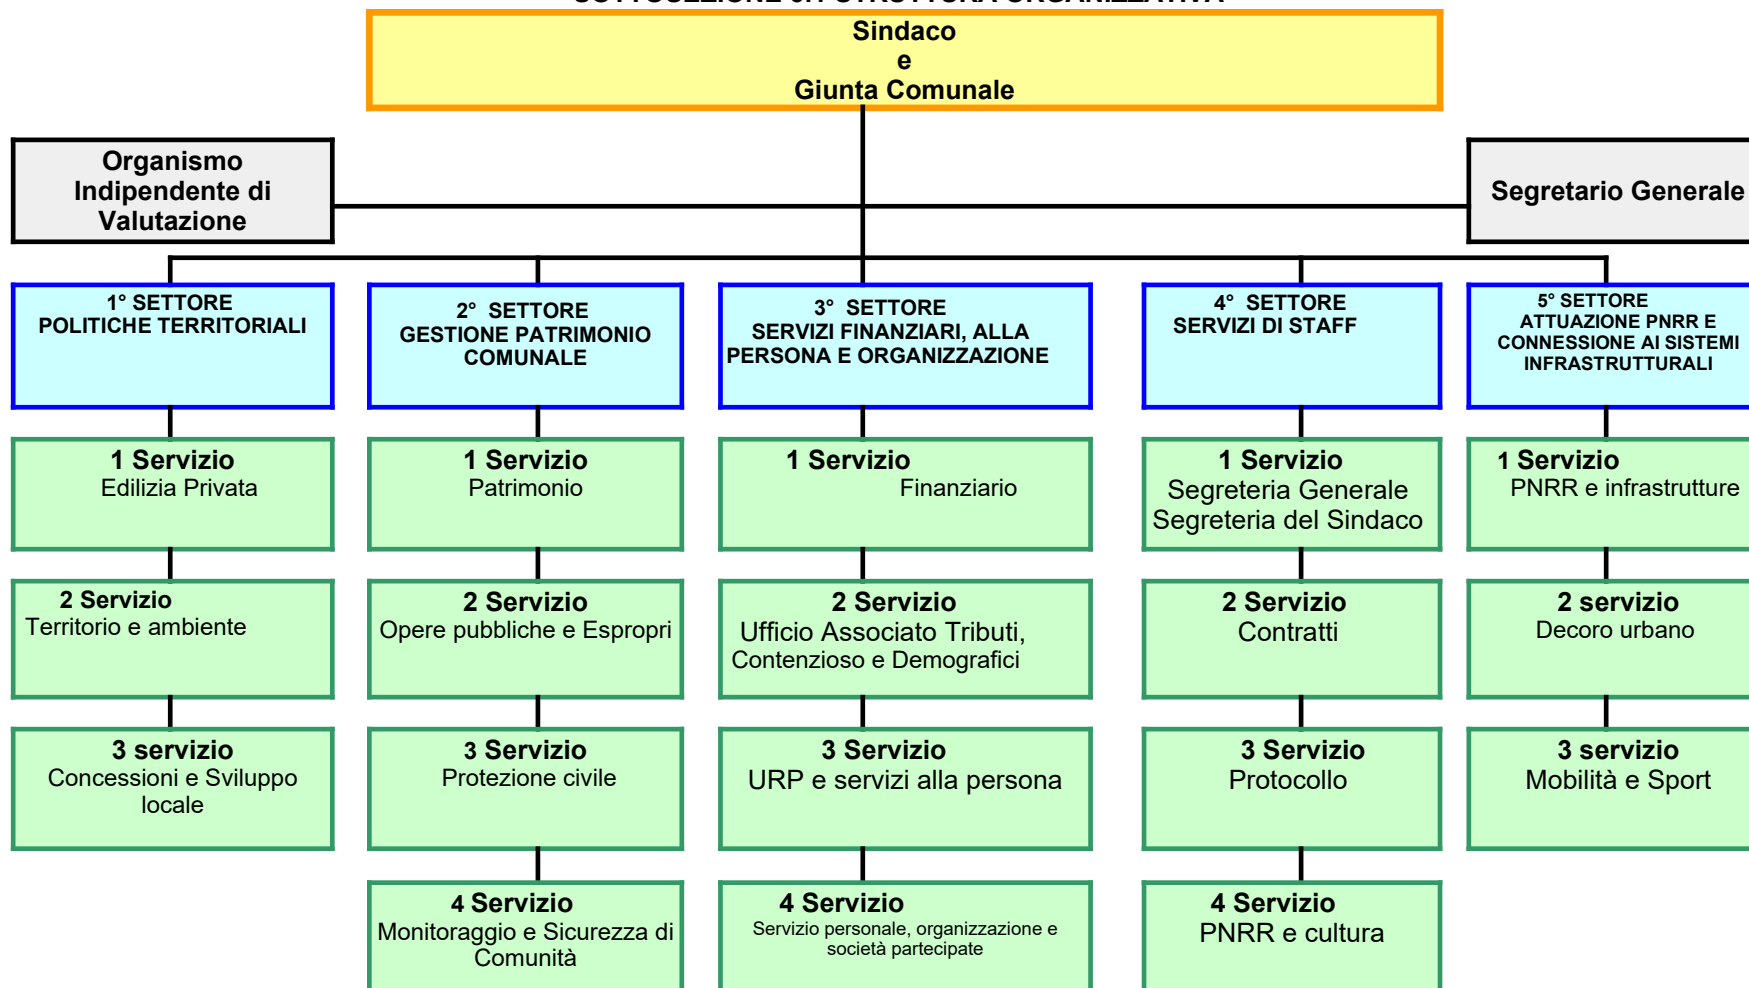 SOTTOSEZIONE 3.1 STRUTTURA ORGANIZZATIVA
Sindaco
e
Giunta Comunale
Organismo
Indipendente di
Valutazione
Segretario Generale
1° SETTORE
POLITICHE TERRITORIALI
2° SETTORE
GESTIONE PATRIMONIO
COMUNALE
3° SETTORE
SERVIZI FINANZIARI, ALLA
PERSONA E ORGANIZZAZIONE
4° SETTORE
SERVIZI DI STAFF
5° SETTORE
ATTUAZIONE PNRR E
CONNESSIONE AI SISTEMI
INFRASTRUTTURALI
1 Servizio
Edilizia Privata
1 Servizio
Patrimonio
1 Servizio
Finanziario
1 Servizio
Segreteria Generale
Segreteria del Sindaco
1 Servizio
PNRR e infrastrutture
2 Servizio
Territorio e ambiente
2 Servizio
Opere pubbliche e Espropri
2 Servizio
Ufficio Associato Tributi,
Contenzioso e Demografici
2 Servizio
Contratti
2 servizio
Decoro urbano
3 servizio
Concessioni e Sviluppo
locale
3 Servizio
Protezione civile
3 Servizio
URP e servizi alla persona
3 Servizio
Protocollo
3 servizio
Mobilità e Sport
4 Servizio
Monitoraggio e Sicurezza di
Comunità
4 Servizio
Servizio personale, organizzazione e
società partecipate
4 Servizio
PNRR e cultura